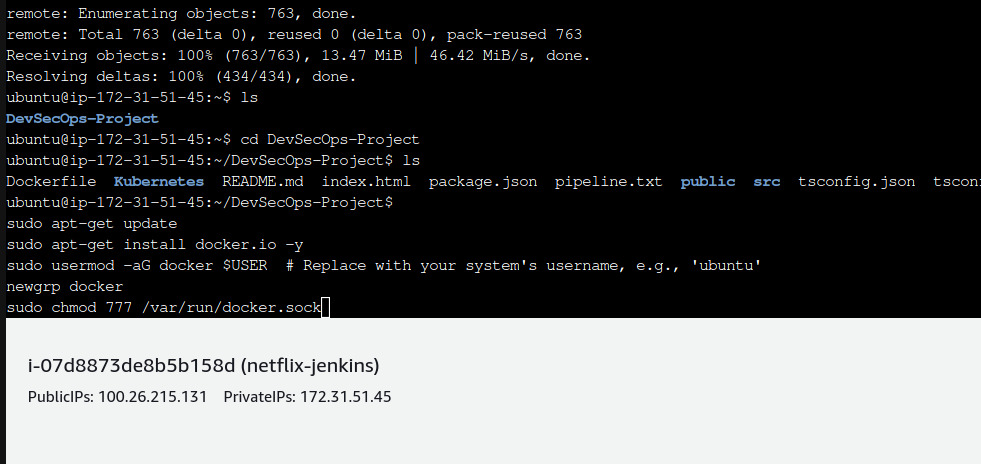 remote: Enumerating objects: 763, done.
remote: Total 763 (delta 0), reused 0 (delta 0), pack-reused 763
Receiving objects: 100% (763/763), 13.47 MiB | 46.42 MiB/s, done.
Resolving deltas: 100% (434/434), done.
ubuntu@ip-172-31-51-45:~$ ls
DevSecOps-Project
ubuntu@ip-172-31-51-45:~$ cd DevSecOps-Project
ubuntu@ip-172-31-51-45:~/DevSecOps-Project$ ls
Dockerfile  Kubernetes  README.md  index.html  package.json  pipeline.txt  public  src  tsconfig.json  tscon
ubuntu@ip-172-31-51-45:~/DevSecOps-Project$
sudo apt-get update
sudo apt-get install docker.io -y
sudo usermod -aG docker $USER  # Replace with your system's username, e.g., 'ubuntu'
newgrp docker
sudo chmod 777 /var/run/docker.sock
i-07d8873de8b5b158d (netflix-jenkins)
PublicIPs: 100.26.215.131 PrivateIPs: 172.31.51.45